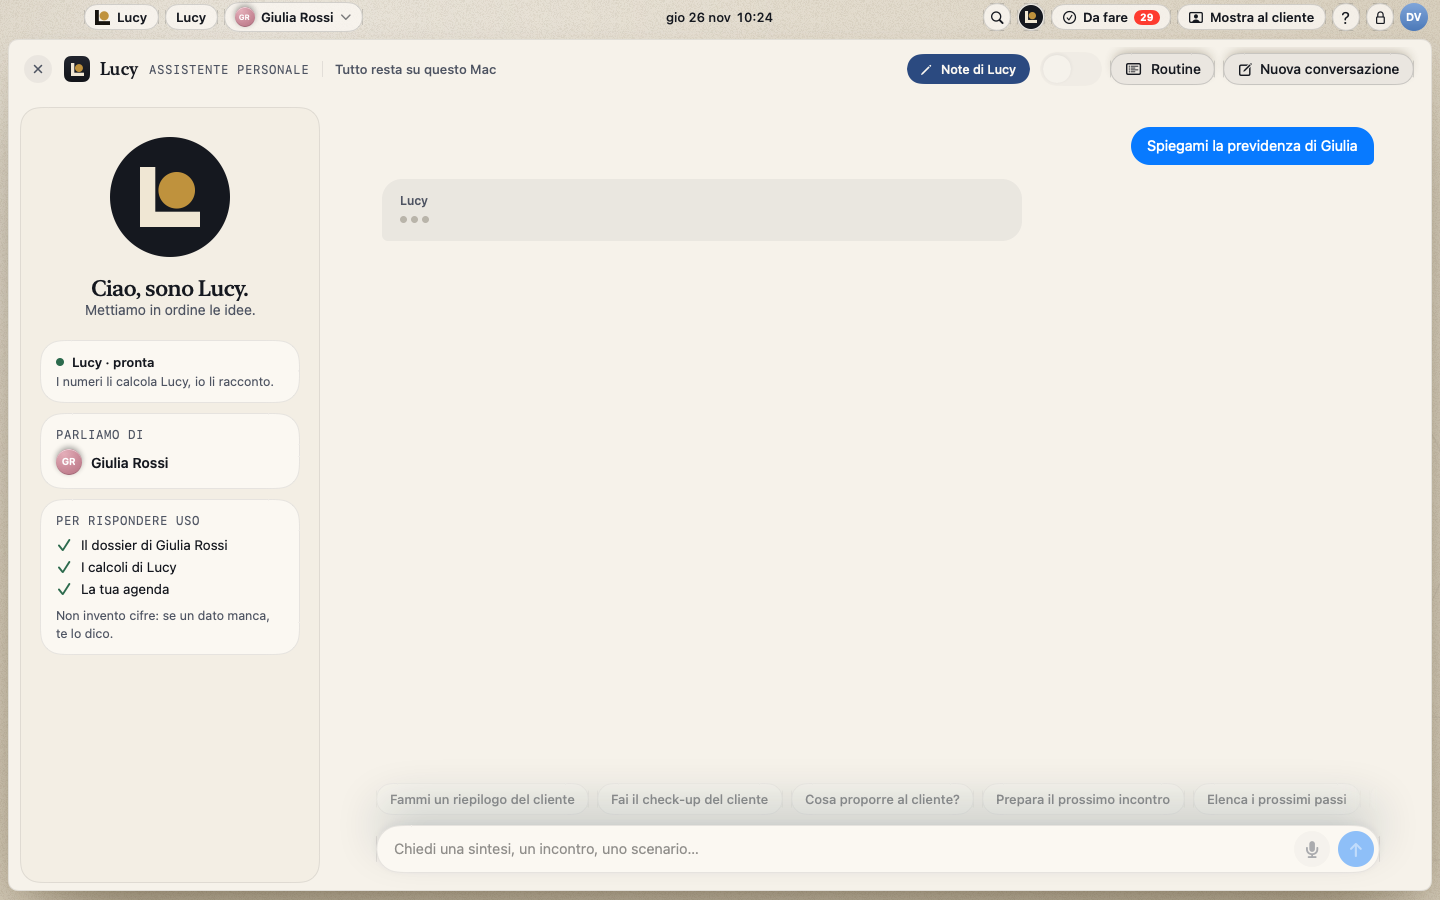 Lucy
Lucy
GR Giulia Rossi
gio 26 nov 10:24
Da fare 29
Mostra al cliente
?
DV
Lucy ASSISTENTE PERSONALE
Tutto resta su questo Mac
Note di Lucy
Routine
Nuova conversazione
Ciao, sono Lucy.
Mettiamo in ordine le idee.
Lucy · pronta
I numeri li calcola Lucy, io li racconto.
PARLIAMO DI
GR Giulia Rossi
PER RISPONDERE USO
Il dossier di Giulia Rossi
I calcoli di Lucy
La tua agenda
Non invento cifre: se un dato manca,
te lo dico.
Spiegami la previdenza di Giulia
Lucy
Fammi un riepilogo del cliente
Fai il check-up del cliente
Cosa proporre al cliente?
Prepara il prossimo incontro
Elenca i prossimi passi
Chiedi una sintesi, un incontro, uno scenario...